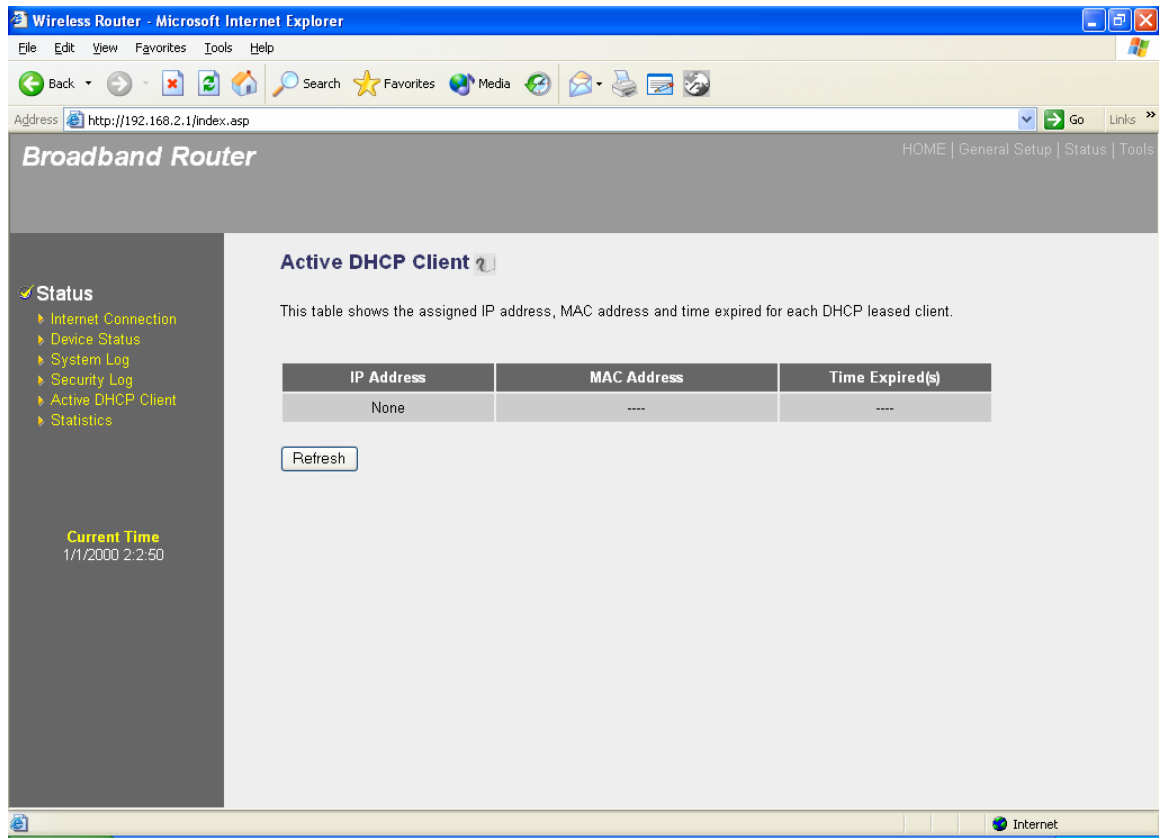 Wireless Router - Microsoft Internet Explorer
File Edit View Favorites Tools Help
Back Search Favorites Media
Address http://192.168.2.1/index.asp Go Links »
Broadband Router
HOME | General Setup | Status | Tools
Status
Internet Connection
Device Status
System Log
Security Log
Active DHCP Client
Statistics
Current Time
1/1/2000 2:2:50
Active DHCP Client
This table shows the assigned IP address, MAC address and time expired for each DHCP leased client.
IP Address MAC Address Time Expired(s)
None ---- ----
Refresh
Internet